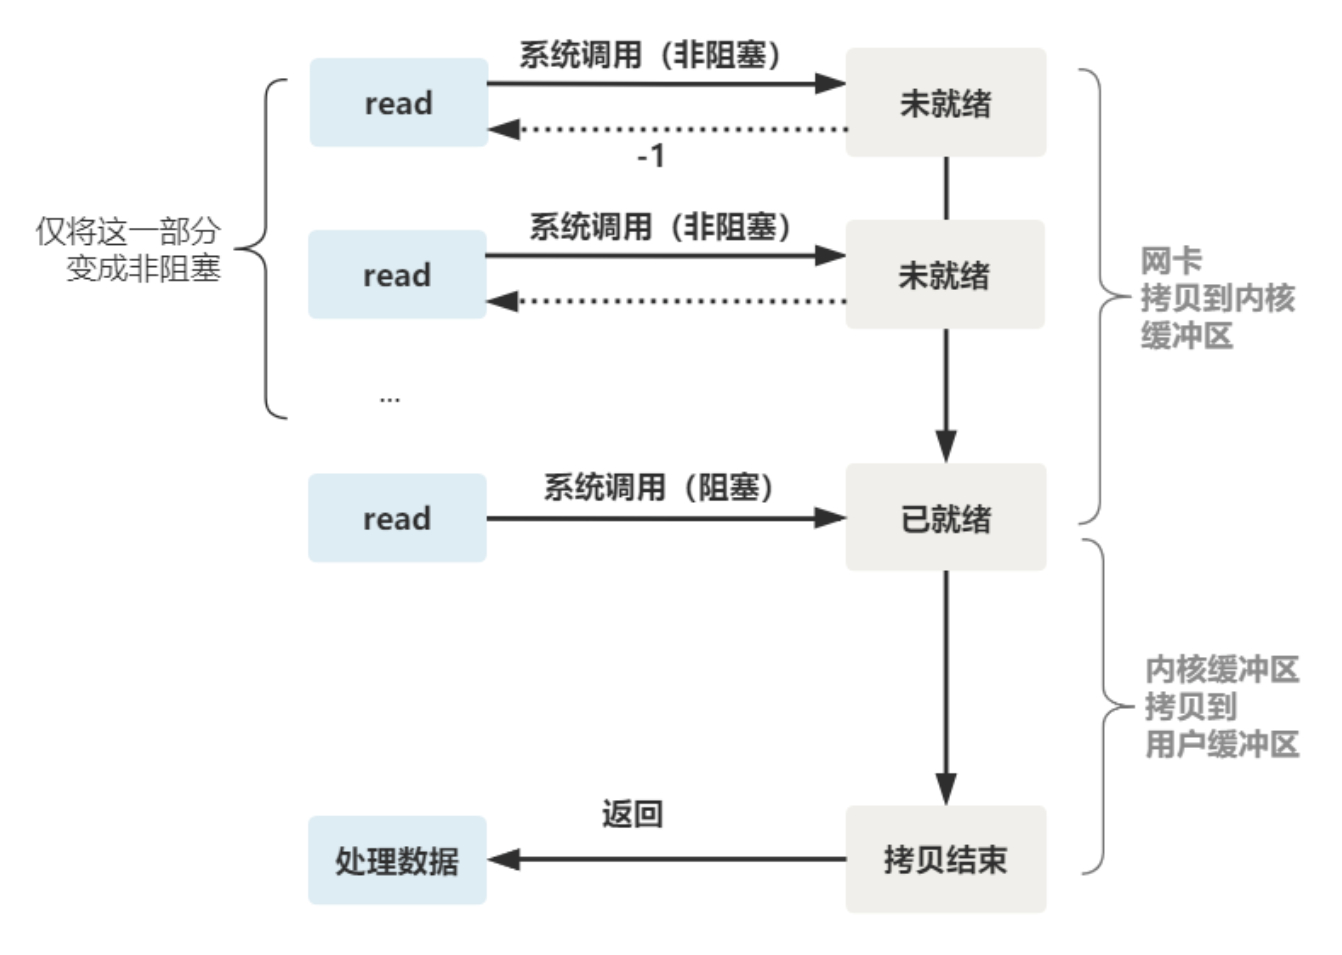 系统调用（非阻塞）
read
未就绪
-1
仅将这一部分
变成非阻塞
系统调用（非阻塞）
read
未就绪
网卡
拷贝到内核
缓冲区
...
系统调用（阻塞）
read
已就绪
内核缓冲区
拷贝到
用户缓冲区
返回
处理数据
拷贝结束